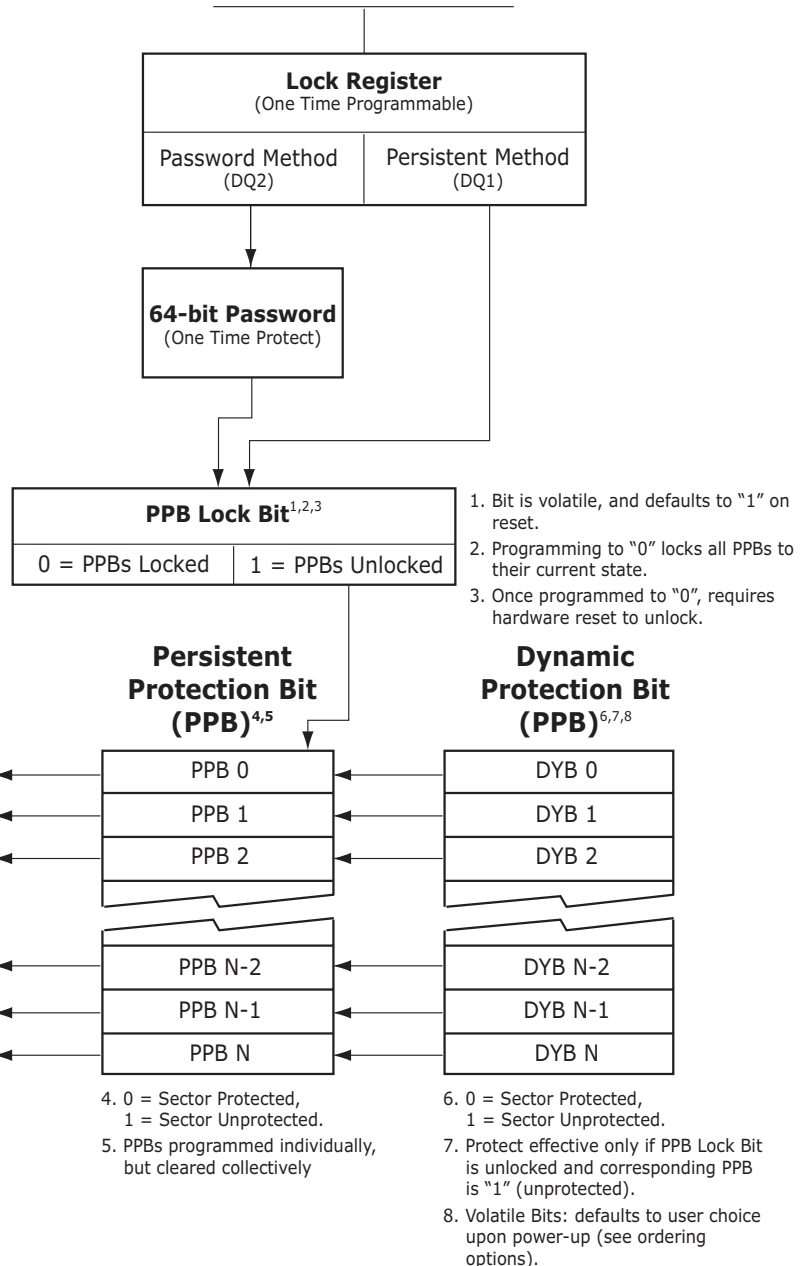 Lock Register
(One Time Programmable)
Password Method
(DQ2)
Persistent Method
(DQ1)
64-bit Password
(One Time Protect)
PPB Lock Bit1,2,3
0 = PPBs Locked
1 = PPBs Unlocked
1. Bit is volatile, and defaults to “1” on
reset.
2. Programming to “0” locks all PPBs to
their current state.
3. Once programmed to “0”, requires
hardware reset to unlock.
Persistent
Protection Bit
(PPB)4,5
PPB 0
PPB 1
PPB 2
PPB N-2
PPB N-1
PPB N
4. 0 = Sector Protected,
1 = Sector Unprotected.
5. PPBs programmed individually,
but cleared collectively
Dynamic
Protection Bit
(PPB)6,7,8
DYB 0
DYB 1
DYB 2
DYB N-2
DYB N-1
DYB N
6. 0 = Sector Protected,
1 = Sector Unprotected.
7. Protect effective only if PPB Lock Bit
is unlocked and corresponding PPB
is “1” (unprotected).
8. Volatile Bits: defaults to user choice
upon power-up (see ordering
options).